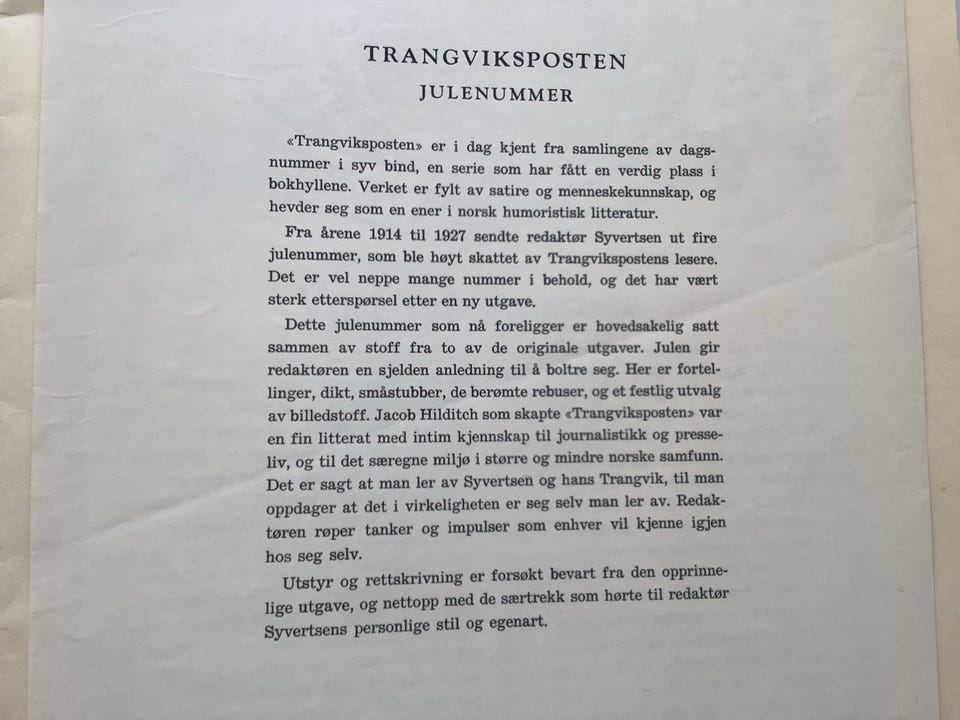 TRANGVIKSPOSTEN
JULENUMMER
«Trangviksposten» er i dag kjent fra samlingene av dags-
nummer i syv bind, en serie som har fått en verdig plass i
bokhyllene. Verket er fylt av satire og menneskekunnskap, og
hevder seg som en ener i norsk humoristisk litteratur.
Fra årene 1914 til 1927 sendte redaktør Syvertsen ut fire
julenummer, som ble høyt skattet av Trangvikspostens lesere.
Det er vel neppe mange nummer i behold, og det har vært
sterk etterspørsel etter en ny utgave.
Dette julenummer som nå foreligger er hovedsakelig satt
sammen av stoff fra to av de originale utgaver. Julen gir
redaktøren en sjelden anledning til å boltre seg. Her er fortel-
linger, dikt, småstubber, de berømte rebuser, og et festlig utvalg
av billedstoff. Jacob Hilditch som skapte «Trangviksposten» var
en fin litterat med intim kjennskap til journalistikk og presse-
liv, og til det særegne miljø i større og mindre norske samfunn.
Det er sagt at man ler av Syvertsen og hans Trangvik, til man
oppdager at det i virkeligheten er seg selv man ler av. Redak-
tøren røper tanker og impulser som enhver vil kjenne igjen
hos seg selv.
Utstyr og rettskrivning er forsøkt bevart fra den opprinne-
lige utgave, og nettopp med de særtrekk som hørte til redaktør
Syvertsens personlige stil og egenart.